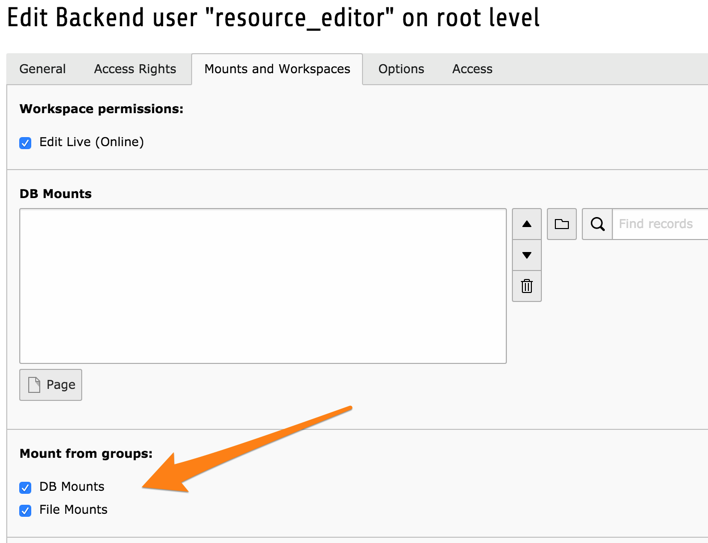 Edit Backend user "resource_editor" on root level
General Access Rights Mounts and Workspaces Options Access
Workspace permissions:
Edit Live (Online)
DB Mounts
Find records
Page
Mount from groups:
DB Mounts
File Mounts